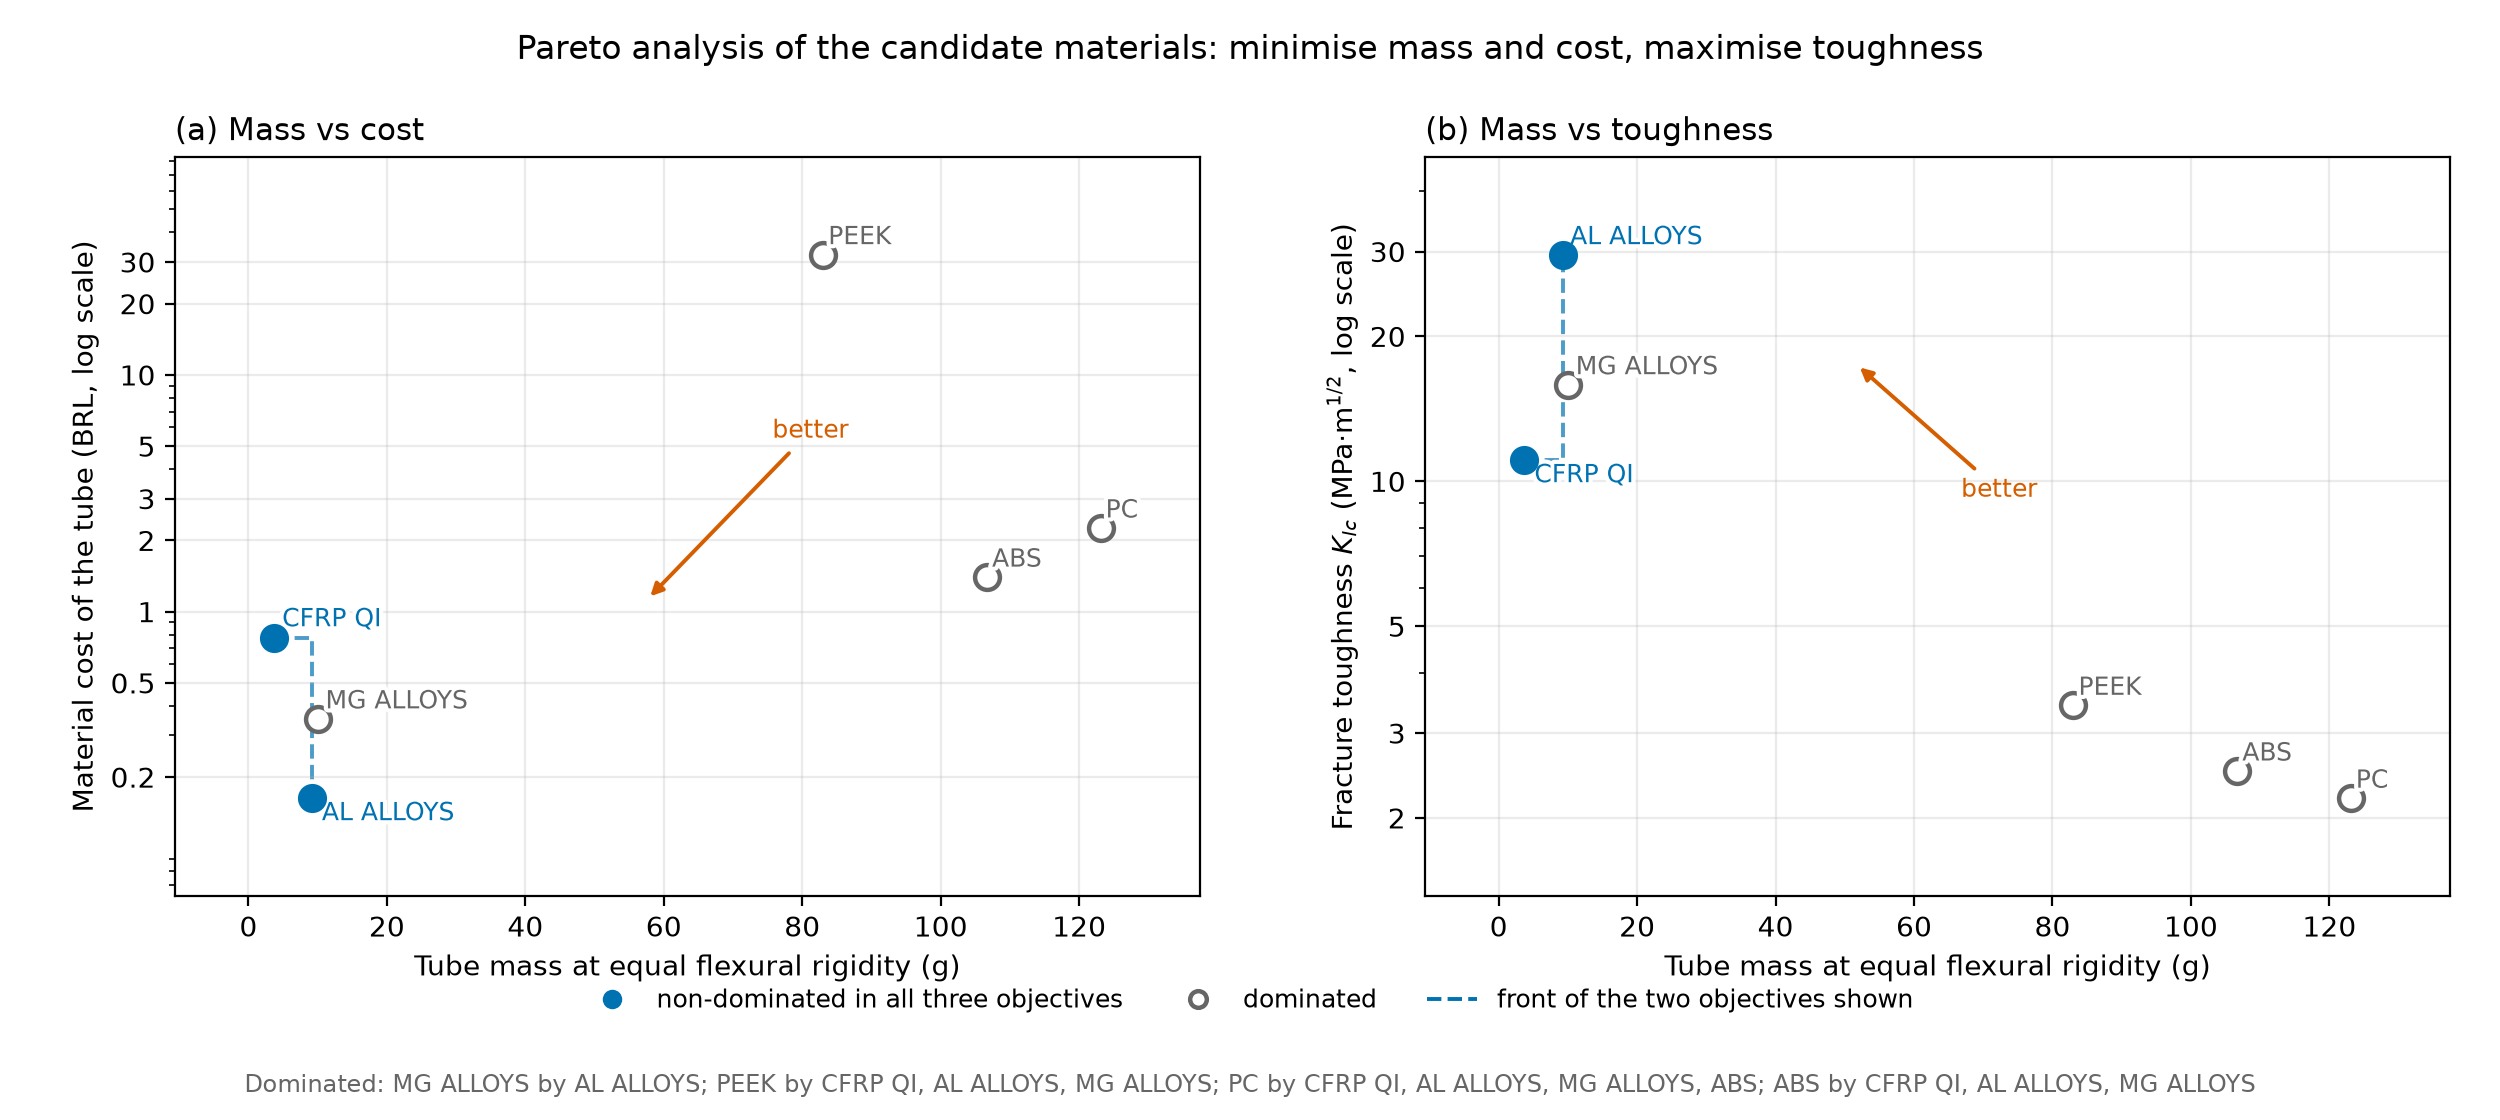 Pareto analysis of the candidate materials: minimise mass and cost, maximise toughness
(a) Mass vs cost
Material cost of the tube (BRL, log scale)
30
20
10
5
3
2
1
0.5
0.2
PEEK
better
PC
ABS
CFRP QI
MG ALLOYS
AL ALLOYS
0 20 40 60 80 100 120
Tube mass at equal flexural rigidity (g)
(b) Mass vs toughness
Fracture toughness K_Ic (MPa·m^1/2, log scale)
30
20
10
5
3
2
AL ALLOYS
MG ALLOYS
CFRP QI
better
PEEK
ABS
PC
0 20 40 60 80 100 120
Tube mass at equal flexural rigidity (g)
non-dominated in all three objectives dominated front of the two objectives shown
Dominated: MG ALLOYS by AL ALLOYS; PEEK by CFRP QI, AL ALLOYS, MG ALLOYS; PC by CFRP QI, AL ALLOYS, MG ALLOYS, ABS; ABS by CFRP QI, AL ALLOYS, MG ALLOYS